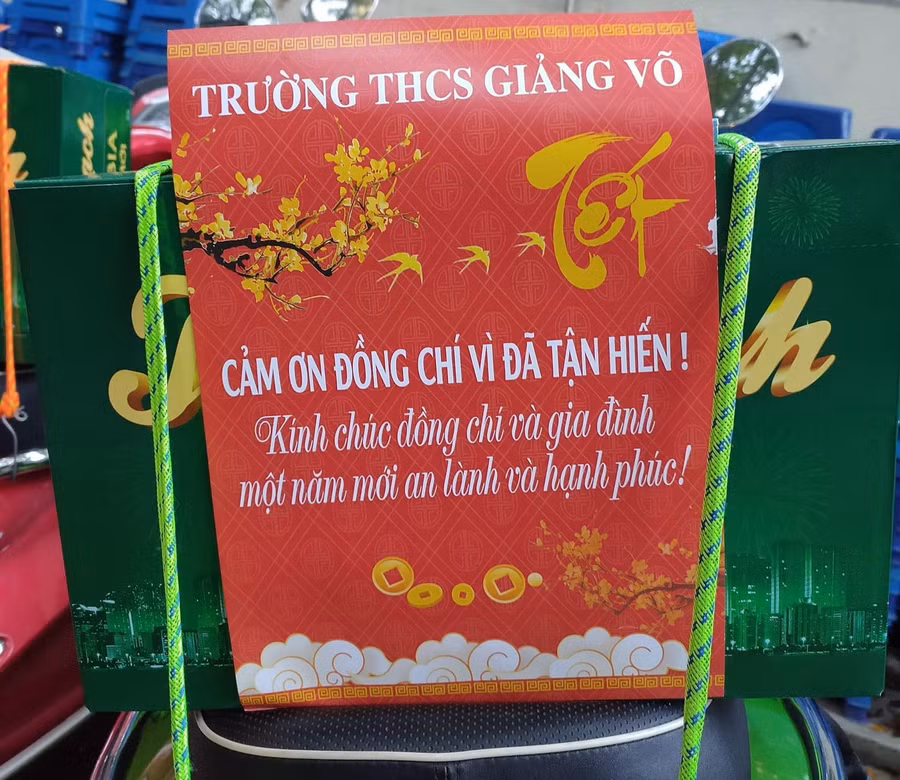 TRƯỜNG THCS GIẢNG VÕ
Tết
CẢM ƠN ĐỒNG CHÍ VÌ ĐÃ TẬN HIẾN !
Kính chúc đồng chí và gia đình
một năm mới an lành và hạnh phúc!